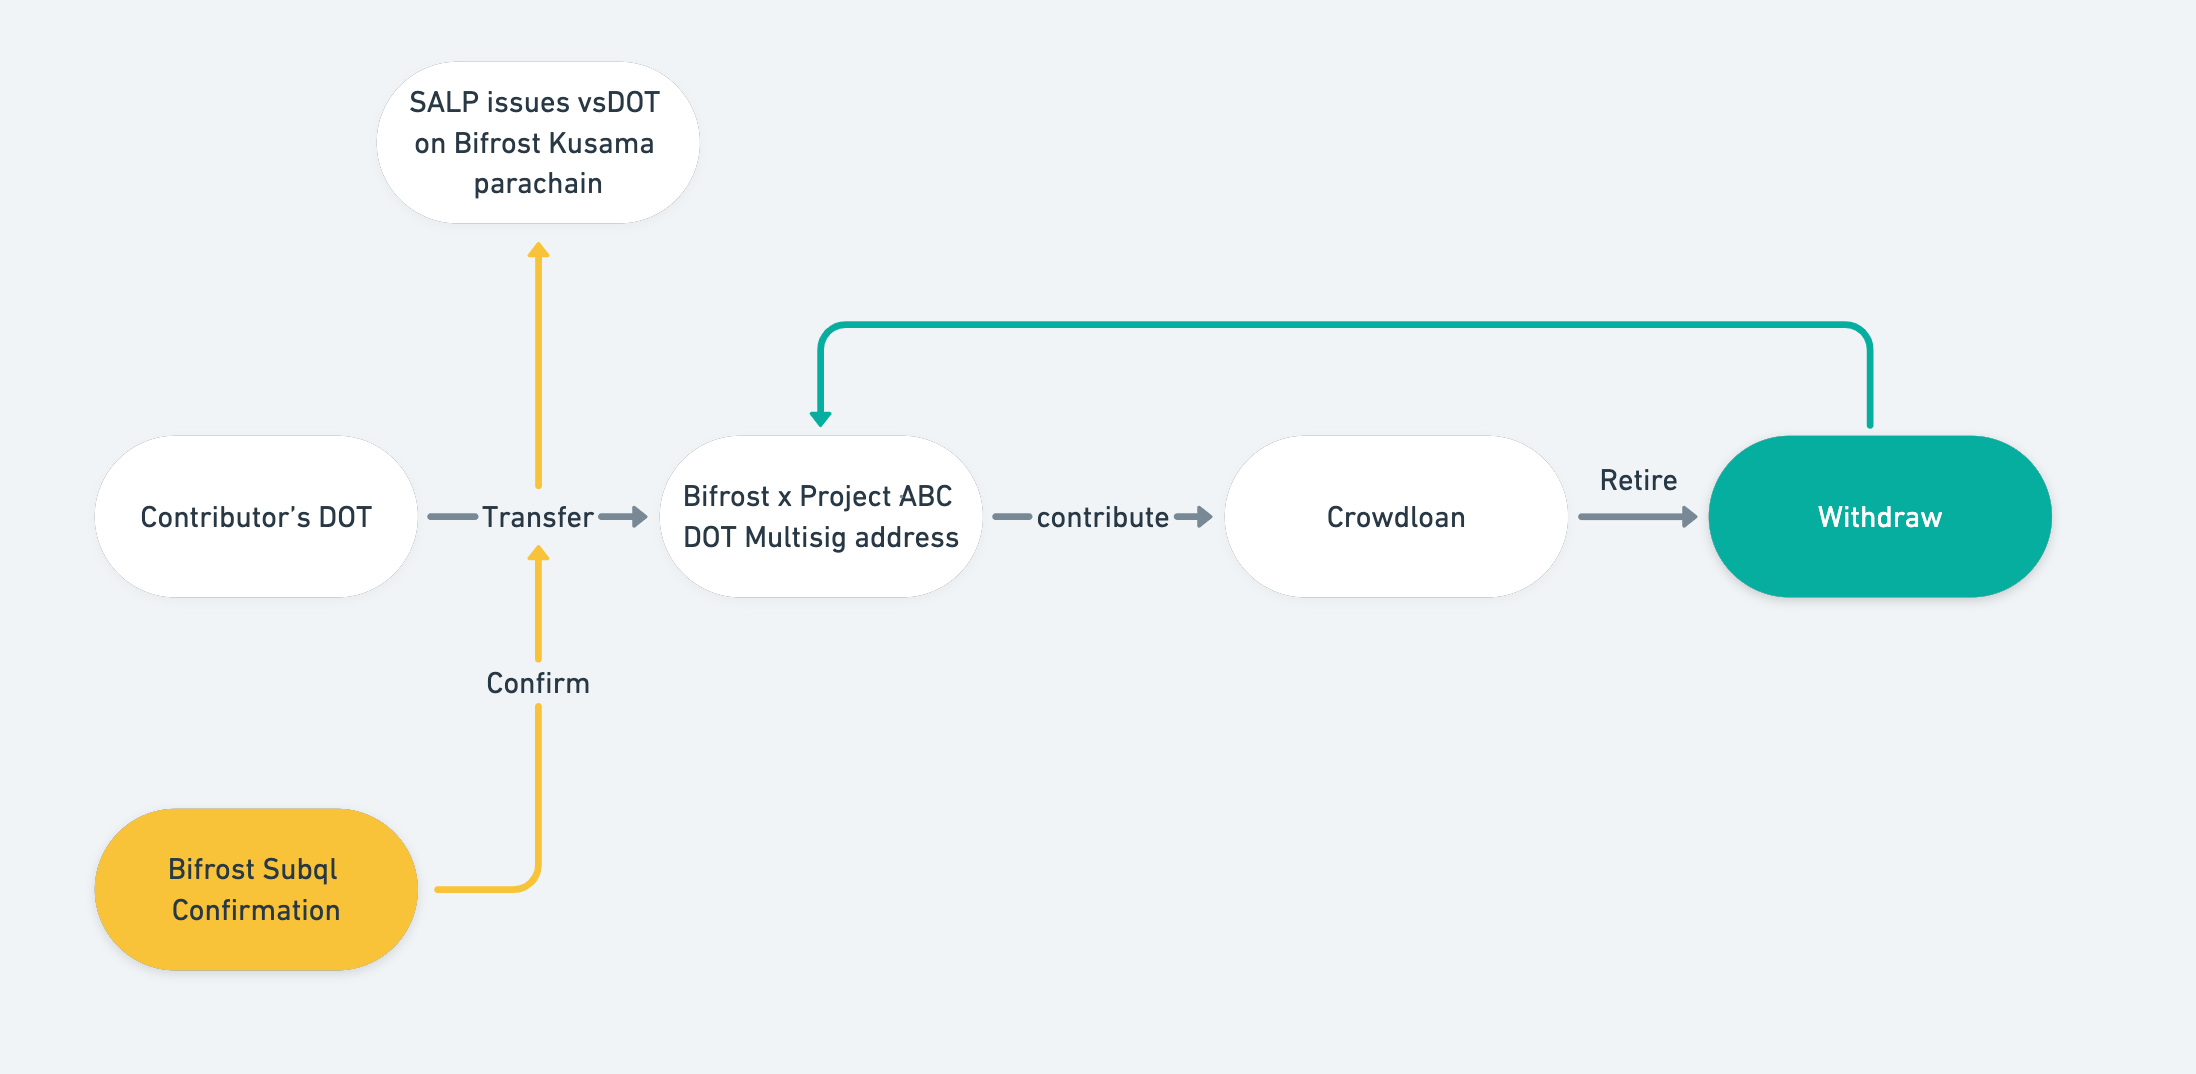 SALP issues vsDOT
on Bifrost Kusama
parachain
Contributor’s DOT
Transfer
Bifrost x Project ABC
DOT Multisig address
contribute
Crowdloan
Retire
Withdraw
Confirm
Bifrost Subql
Confirmation